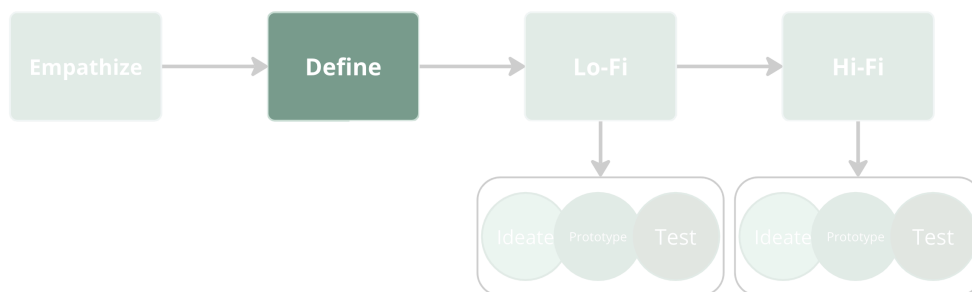 Empathize
Define
Lo-Fi
Hi-Fi
Ideate
Prototype
Test
Ideate
Prototype
Test